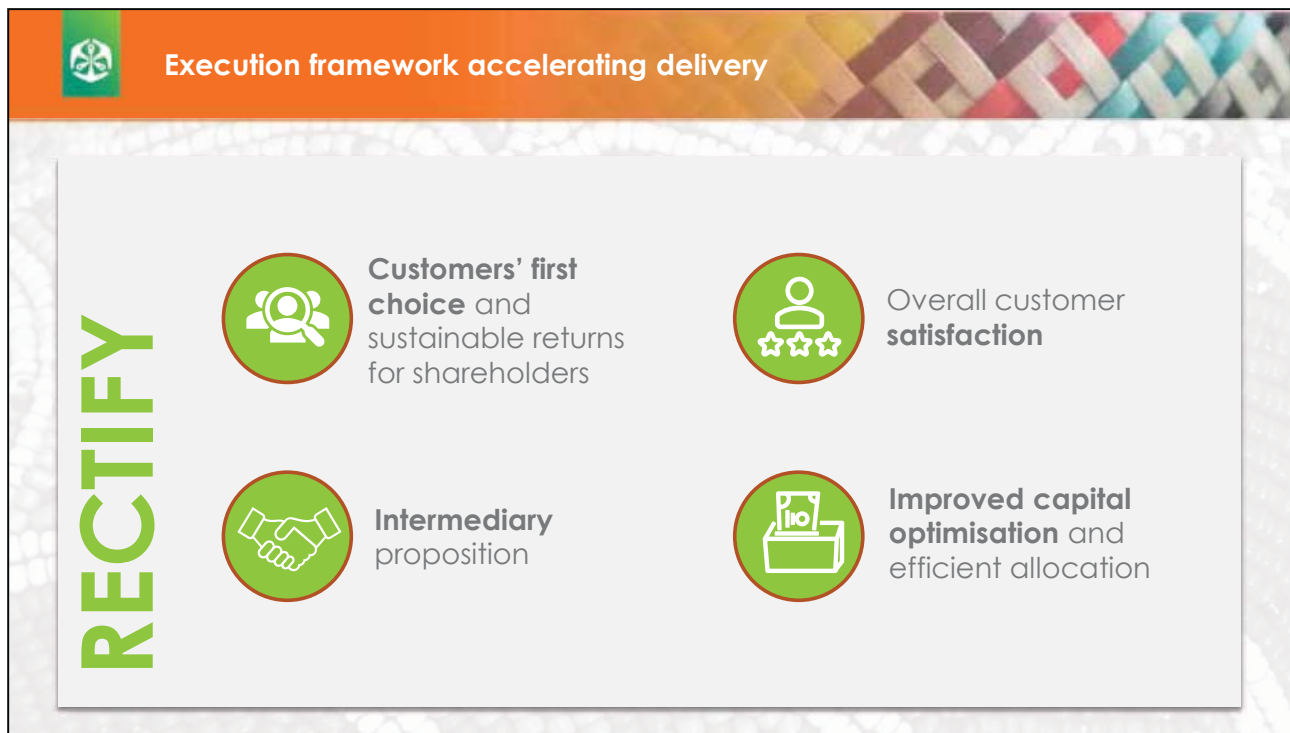 Execution framework accelerating delivery
RECTIFY
Customers’ first
choice and
sustainable returns
for shareholders
Overall customer
satisfaction
Intermediary
proposition
Improved capital
optimisation and
efficient allocation